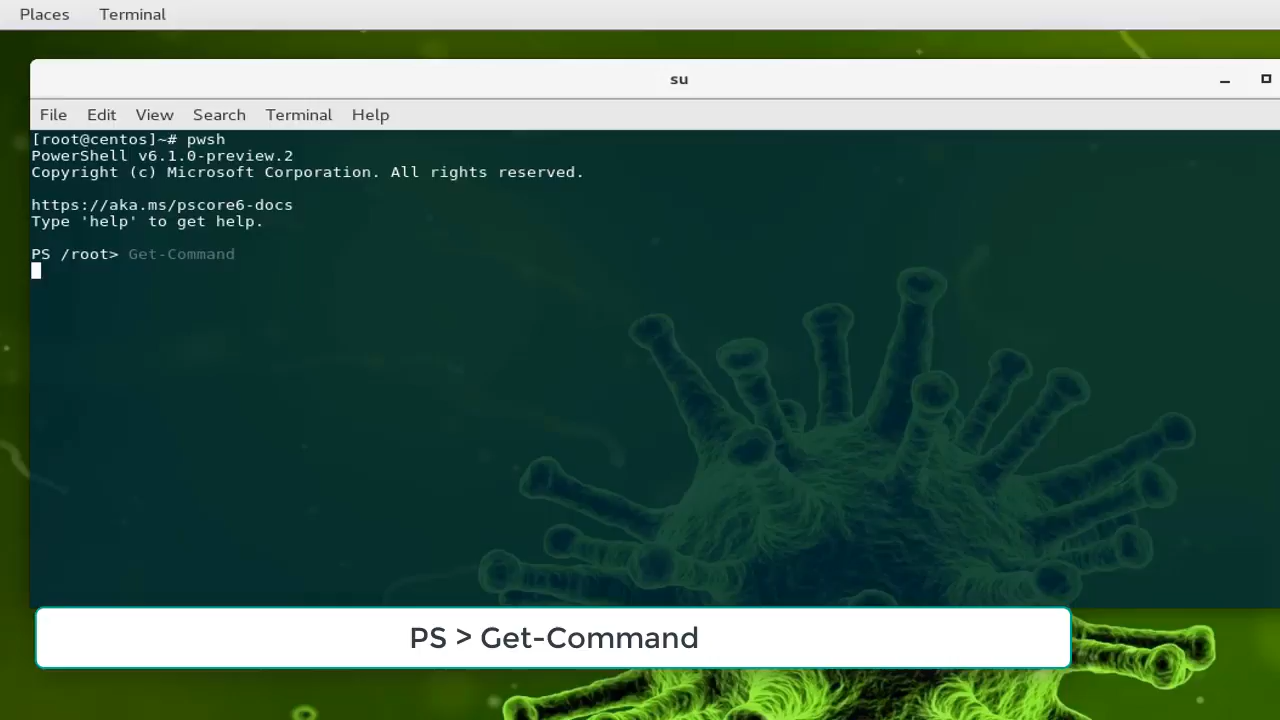 Places Terminal
su
File Edit View Search Terminal Help
[root@centos]~# pwsh
PowerShell v6.1.0-preview.2
Copyright (c) Microsoft Corporation. All rights reserved.
https://aka.ms/pscore6-docs
Type 'help' to get help.
PS /root> Get-Command
PS > Get-Command